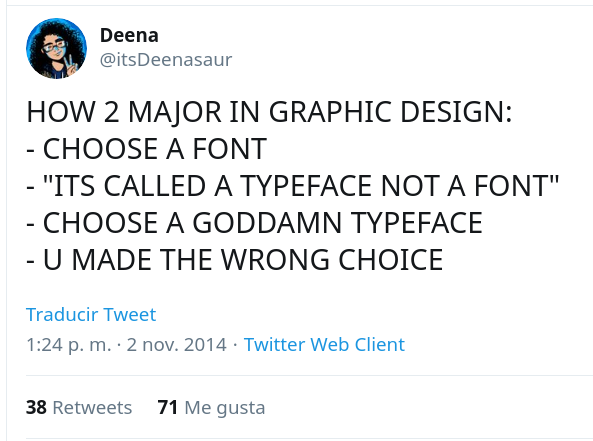 Deena
@itsDeenasaur
HOW 2 MAJOR IN GRAPHIC DESIGN:
- CHOOSE A FONT
- "ITS CALLED A TYPEFACE NOT A FONT"
- CHOOSE A GODDAMN TYPEFACE
- U MADE THE WRONG CHOICE
Traducir Tweet
1:24 p. m. · 2 nov. 2014 · Twitter Web Client
38 Retweets 71 Me gusta